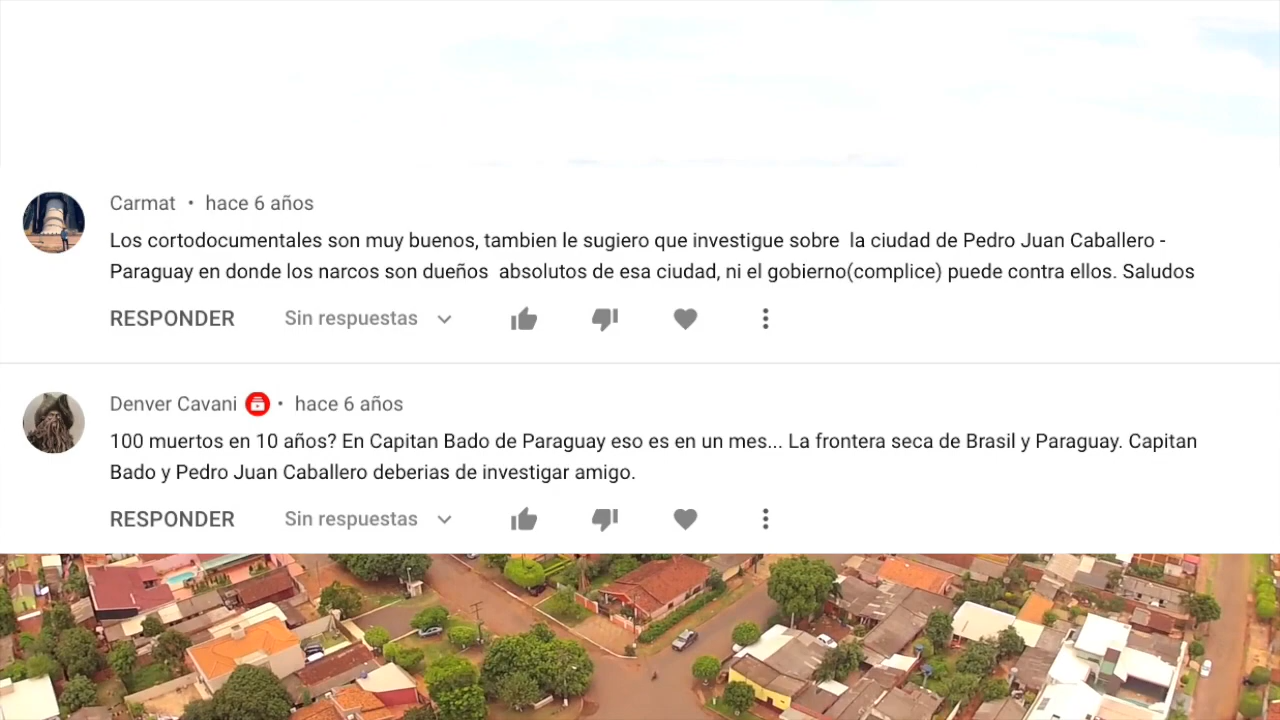 Carmat • hace 6 años
Los cortodocumentales son muy buenos, tambien le sugiero que investigue sobre  la ciudad de Pedro Juan Caballero -
Paraguay en donde los narcos son dueños  absolutos de esa ciudad, ni el gobierno(complice) puede contra ellos. Saludos
RESPONDER Sin respuestas
Denver Cavani • hace 6 años
100 muertos en 10 años? En Capitan Bado de Paraguay eso es en un mes... La frontera seca de Brasil y Paraguay. Capitan
Bado y Pedro Juan Caballero deberias de investigar amigo.
RESPONDER Sin respuestas